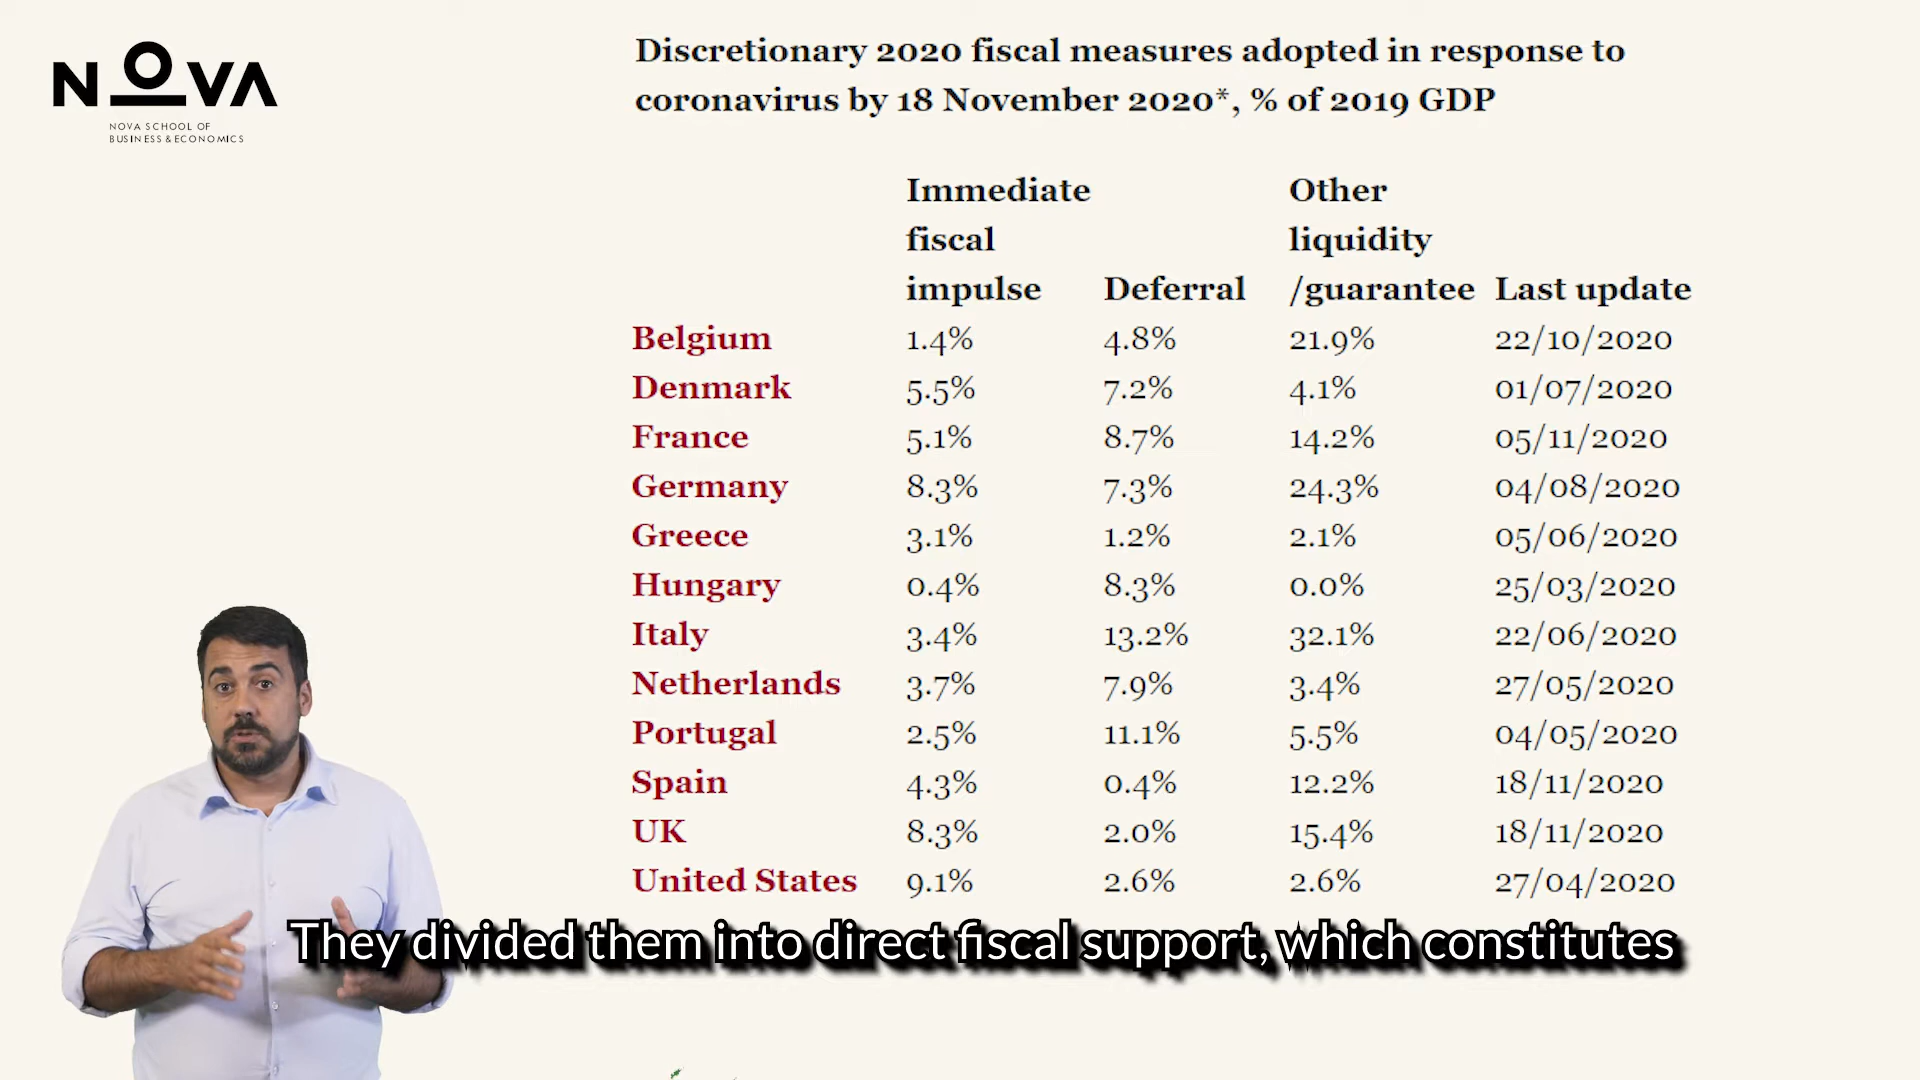 NOVA
NOVA SCHOOL OF
BUSINESS & ECONOMICS
Discretionary 2020 fiscal measures adopted in response to
coronavirus by 18 November 2020*, % of 2019 GDP
Immediate fiscal impulse Deferral Other liquidity /guarantee Last update
Belgium 1.4% 4.8% 21.9% 22/10/2020
Denmark 5.5% 7.2% 4.1% 01/07/2020
France 5.1% 8.7% 14.2% 05/11/2020
Germany 8.3% 7.3% 24.3% 04/08/2020
Greece 3.1% 1.2% 2.1% 05/06/2020
Hungary 0.4% 8.3% 0.0% 25/03/2020
Italy 3.4% 13.2% 32.1% 22/06/2020
Netherlands 3.7% 7.9% 3.4% 27/05/2020
Portugal 2.5% 11.1% 5.5% 04/05/2020
Spain 4.3% 0.4% 12.2% 18/11/2020
UK 8.3% 2.0% 15.4% 18/11/2020
United States 9.1% 2.6% 2.6% 27/04/2020
They divided them into direct fiscal support, which constitutes